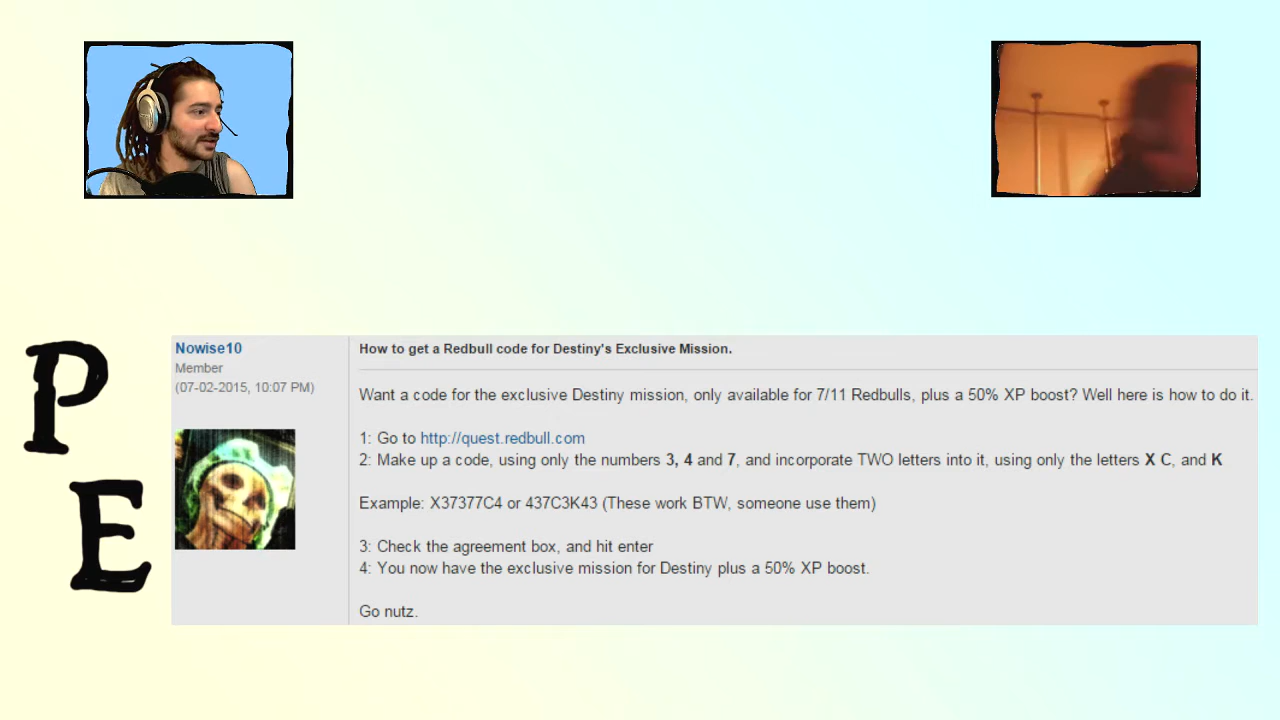 P
E
Nowise10
Member
(07-02-2015, 10:07 PM)
How to get a Redbull code for Destiny's Exclusive Mission.
Want a code for the exclusive Destiny mission, only available for 7/11 Redbulls, plus a 50% XP boost? Well here is how to do it.
1: Go to http://quest.redbull.com
2: Make up a code, using only the numbers 3, 4 and 7, and incorporate TWO letters into it, using only the letters X C, and K
Example: X37377C4 or 437C3K43 (These work BTW, someone use them)
3: Check the agreement box, and hit enter
4: You now have the exclusive mission for Destiny plus a 50% XP boost.
Go nutz.